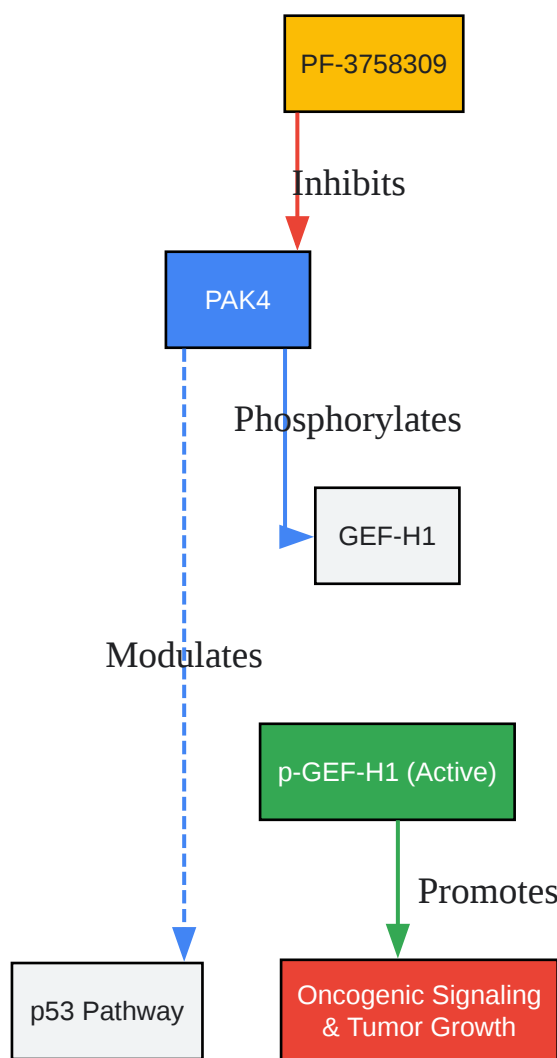 PF-3758309
Inhibits
PAK4
Phosphorylates
GEF-H1
Modulates
p-GEF-H1 (Active)
Promotes
p53 Pathway
Oncogenic Signaling
& Tumor Growth